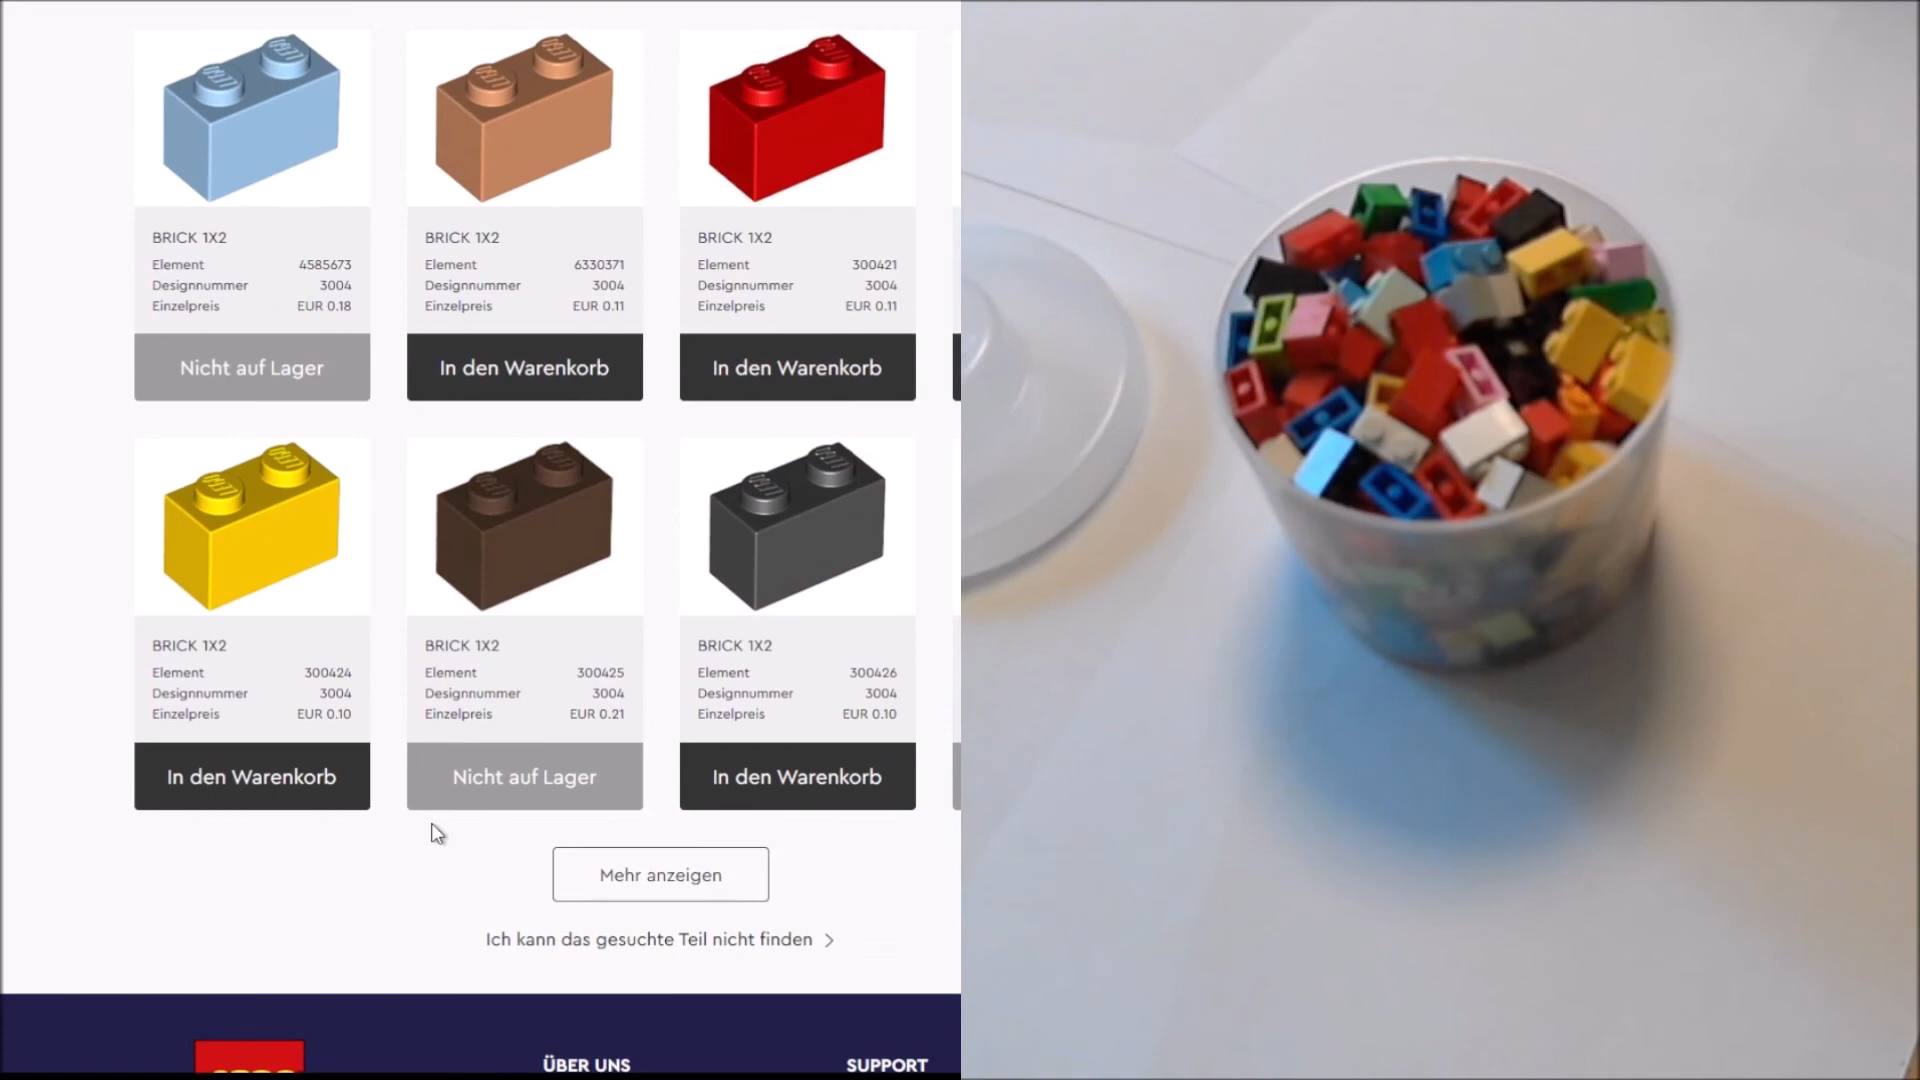 BRICK 1X2
Element 4585673
Designnummer 3004
Einzelpreis EUR 0.18
Nicht auf Lager
BRICK 1X2
Element 6330371
Designnummer 3004
Einzelpreis EUR 0.11
In den Warenkorb
BRICK 1X2
Element 300421
Designnummer 3004
Einzelpreis EUR 0.11
In den Warenkorb
BRICK 1X2
Element 300424
Designnummer 3004
Einzelpreis EUR 0.10
In den Warenkorb
BRICK 1X2
Element 300425
Designnummer 3004
Einzelpreis EUR 0.21
Nicht auf Lager
BRICK 1X2
Element 300426
Designnummer 3004
Einzelpreis EUR 0.10
In den Warenkorb
Mehr anzeigen
Ich kann das gesuchte Teil nicht finden
ÜBER UNS
SUPPORT